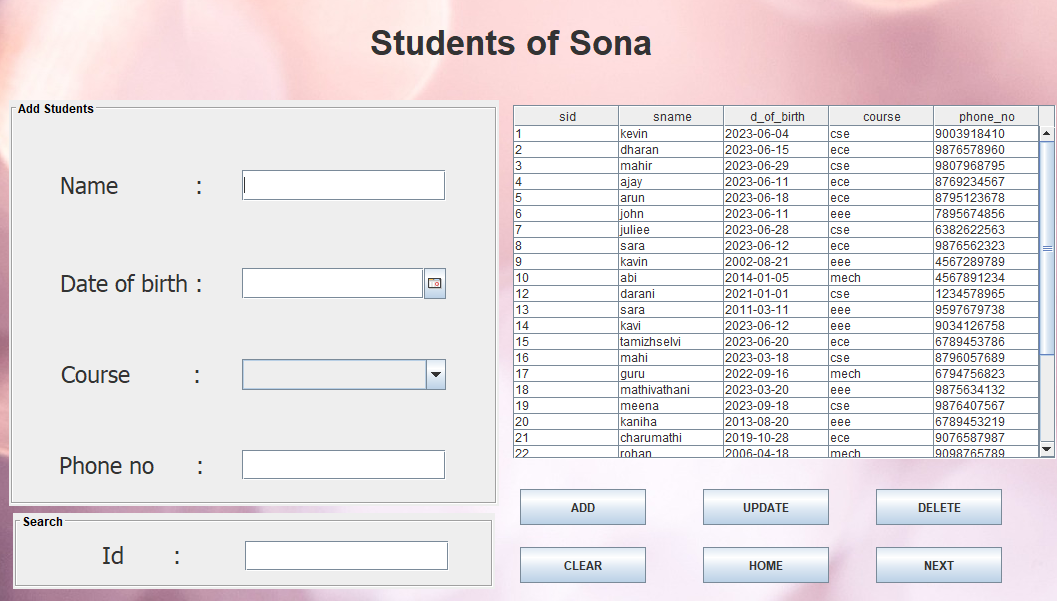 Students of Sona
Add Students
Name :
Date of birth :
Course :
Phone no :
Search
Id :
sid sname d_of_birth course phone_no
1 kevin 2023-06-04 cse 9003918410
2 dharan 2023-06-15 ece 9876578960
3 mahir 2023-06-29 cse 9807968795
4 ajay 2023-06-11 ece 8769234567
5 arun 2023-06-18 ece 8795123678
6 john 2023-06-11 eee 7895674856
7 juliee 2023-06-28 cse 6382622563
8 sara 2023-06-12 ece 9876562323
9 kavin 2002-08-21 eee 4567289789
10 abi 2014-01-05 mech 4567891234
12 darani 2021-01-01 cse 1234578965
13 sara 2011-03-11 eee 9597679738
14 kavi 2023-06-12 eee 9034126758
15 tamizhselvi 2023-06-20 ece 6789453786
16 mahi 2023-03-18 cse 8796057689
17 guru 2022-09-16 mech 6794756823
18 mathivathani 2023-03-20 eee 9875634132
19 meena 2023-09-18 cse 9876407567
20 kaniha 2013-08-20 eee 6789453219
21 charumathi 2019-10-28 ece 9076587987
22 rohan 2006-04-18 mech 9098765789
ADD UPDATE DELETE
CLEAR HOME NEXT